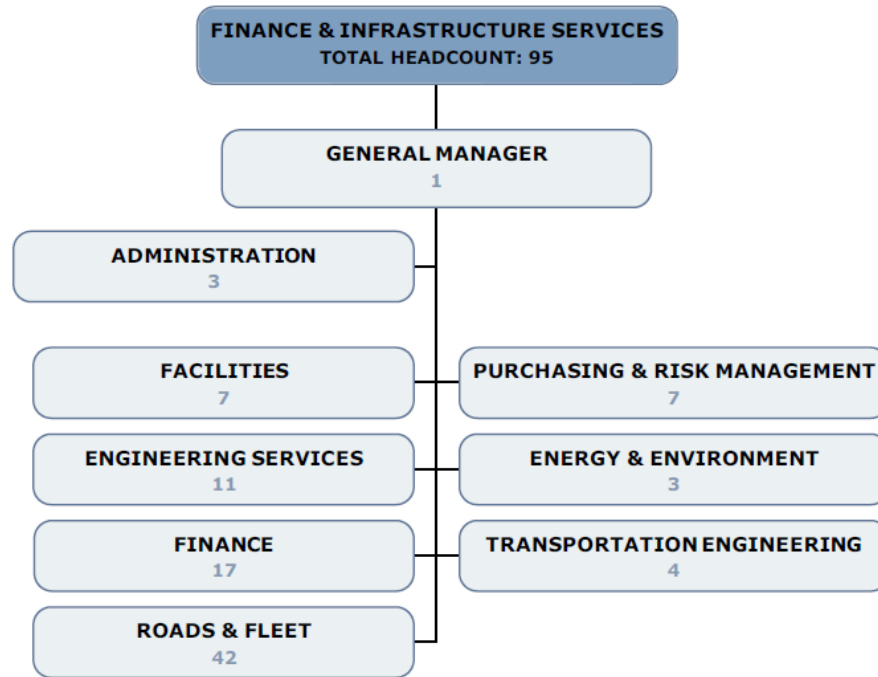 FINANCE & INFRASTRUCTURE SERVICES
TOTAL HEADCOUNT: 95
GENERAL MANAGER
1
ADMINISTRATION
3
FACILITIES
7
PURCHASING & RISK MANAGEMENT
7
ENGINEERING SERVICES
11
ENERGY & ENVIRONMENT
3
FINANCE
17
TRANSPORTATION ENGINEERING
4
ROADS & FLEET
42